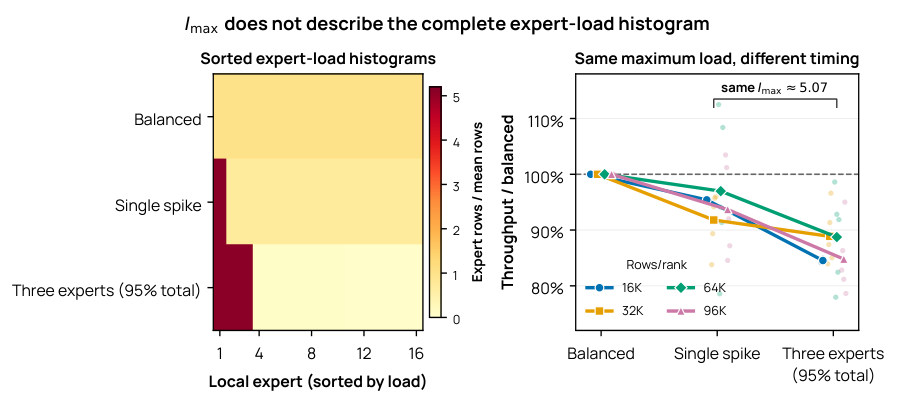 lmax does not describe the complete expert-load histogram
Sorted expert-load histograms
Balanced
Single spike
Three experts (95% total)
1 4 8 12 16
Local expert (sorted by load)
5
4
3
2
1
0
Expert rows / mean rows
Same maximum load, different timing
same lmax ≈ 5.07
110%
100%
90%
80%
Throughput / balanced
Rows/rank
16K 64K
32K 96K
Balanced Single spike Three experts
(95% total)